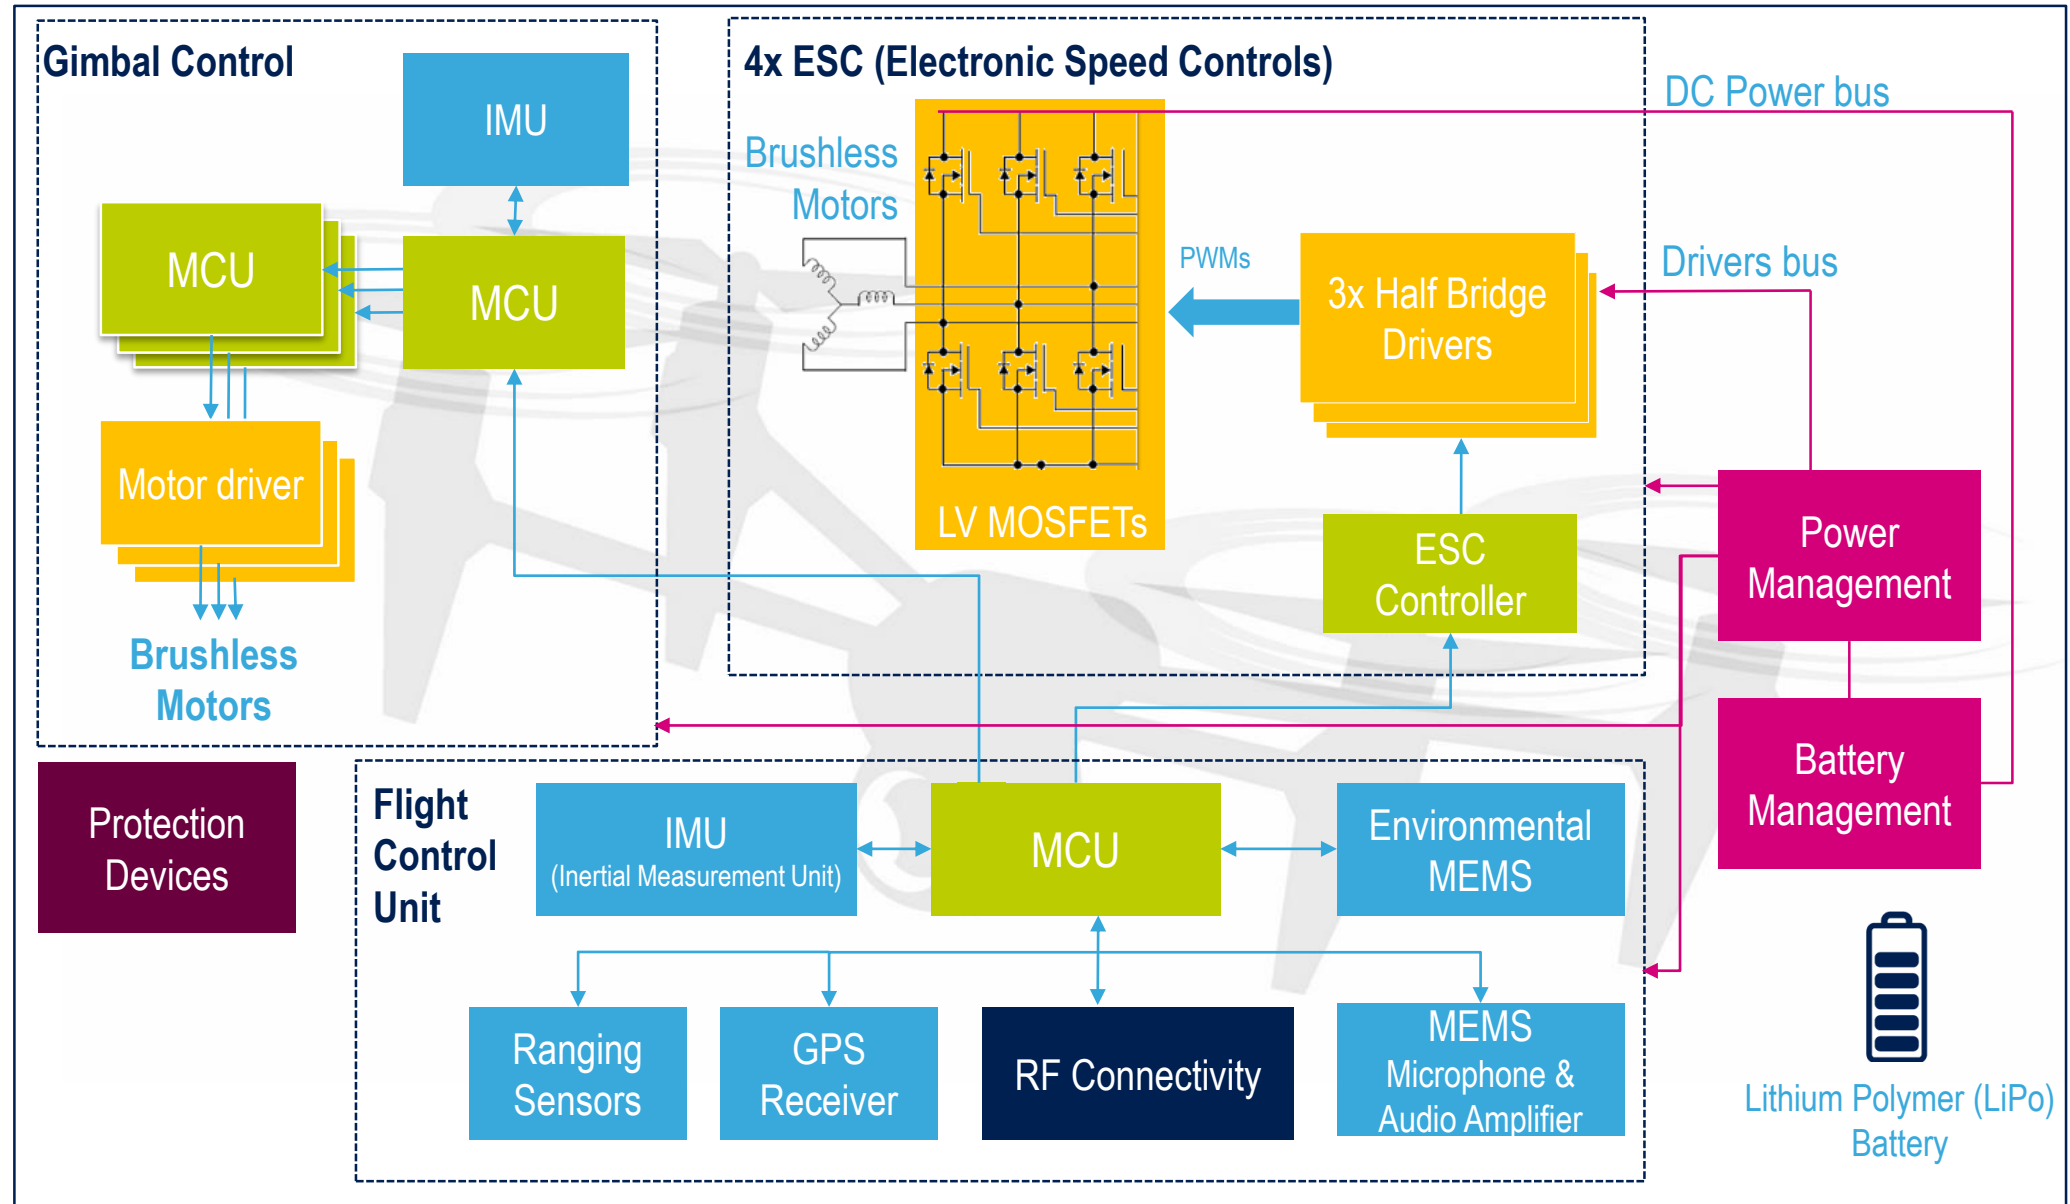 Gimbal Control
IMU
MCU
MCU
Motor driver
Brushless
Motors
4x ESC (Electronic Speed Controls)
Brushless
Motors
LV MOSFETs
PWMs
3x Half Bridge
Drivers
ESC
Controller
DC Power bus
Drivers bus
Power
Management
Battery
Management
Protection
Devices
Flight
Control
Unit
IMU
(Inertial Measurement Unit)
MCU
Environmental
MEMS
Ranging
Sensors
GPS
Receiver
RF Connectivity
MEMS
Microphone &
Audio Amplifier
Lithium Polymer (LiPo)
Battery